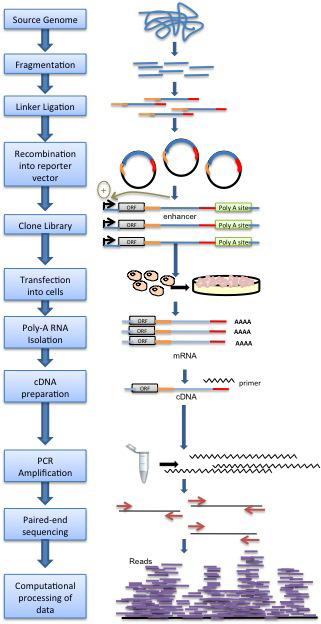 Source Genome
Fragmentation
Linker Ligation
Recombination
into reporter
vector
+
ORF
enhancer
Poly A site
ORF
Poly A site
ORF
Poly A site
Clone Library
Transfection
into cells
Poly-A RNA
Isolation
ORF
AAAA
ORF
AAAA
ORF
AAAA
mRNA
cDNA
preparation
primer
ORF
cDNA
PCR
Amplification
Paired-end
sequencing
Reads
Computational
processing of
data